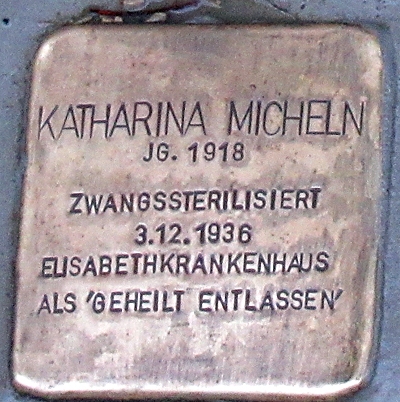 KATHARINA MICHELN
JG. 1918
ZWANGSSTERILISIERT
3.12.1936
ELISABETHKRANKENHAUS
ALS 'GEHEILT ENTLASSEN'